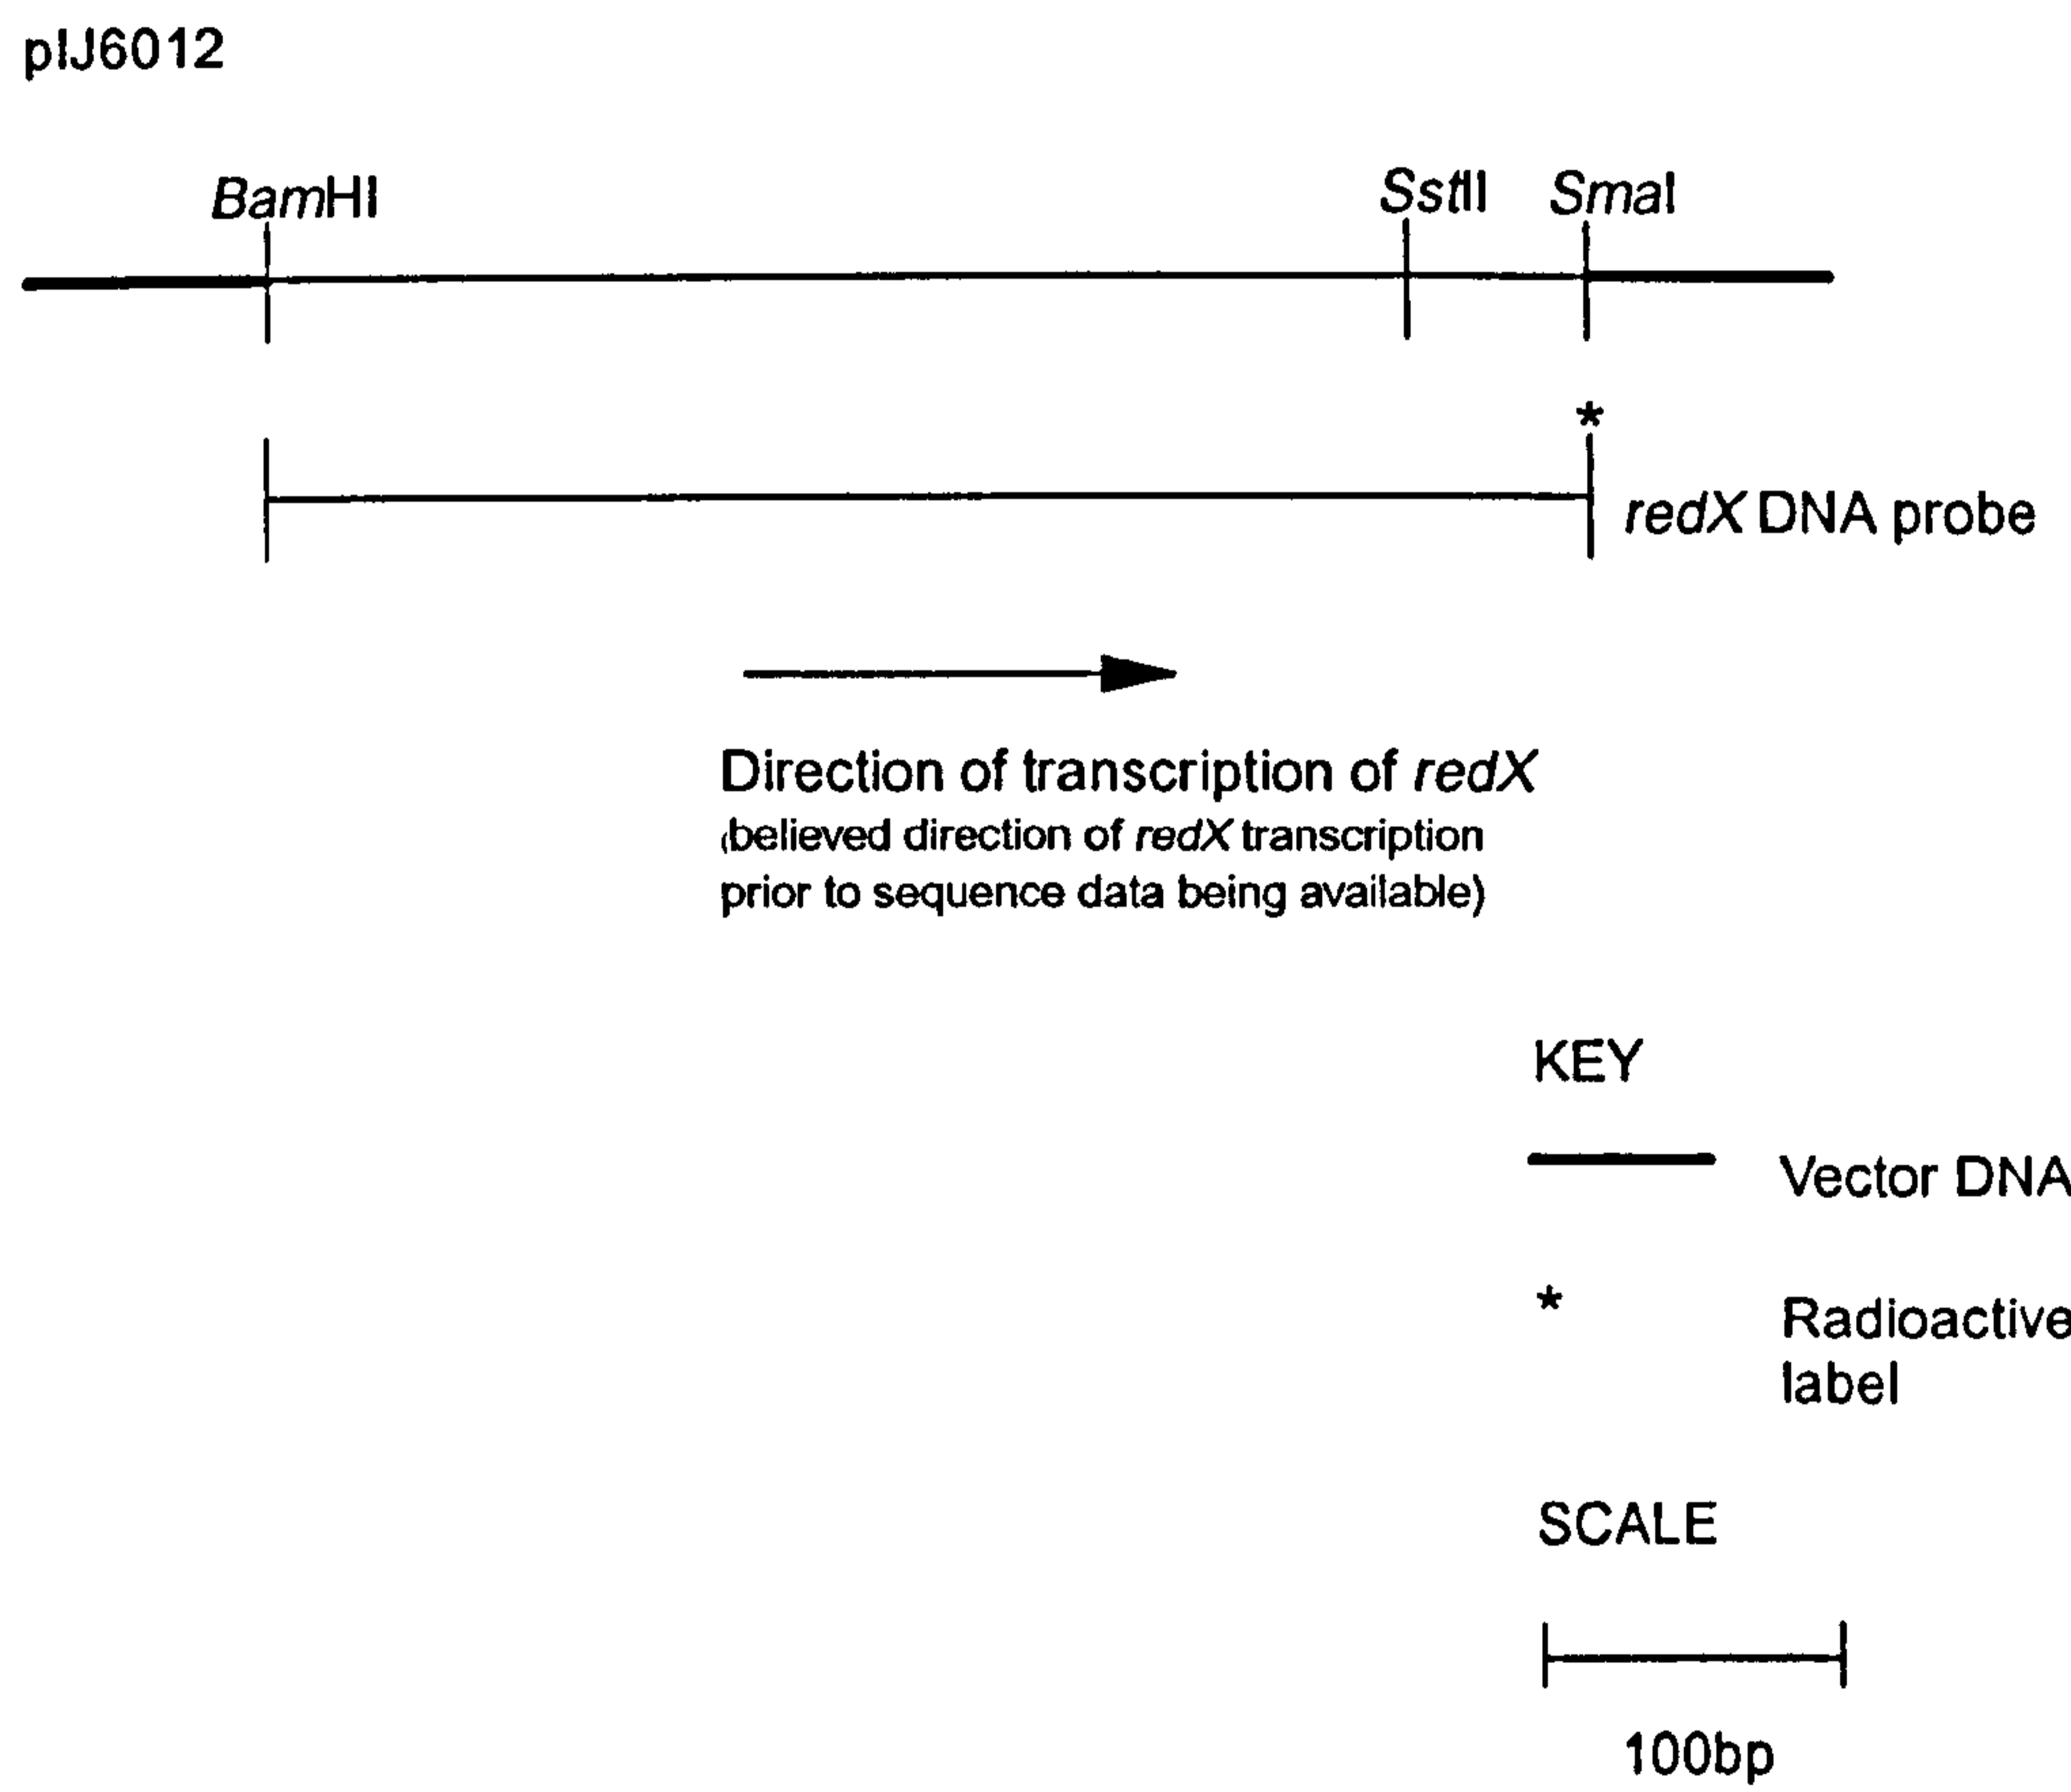 pIJ6012
BamHI
SstII
SmaI
*
redX DNA probe
Direction of transcription of redX
(believed direction of redX transcription
prior to sequence data being available)
KEY
Vector DNA
* Radioactive
label
SCALE
100bp